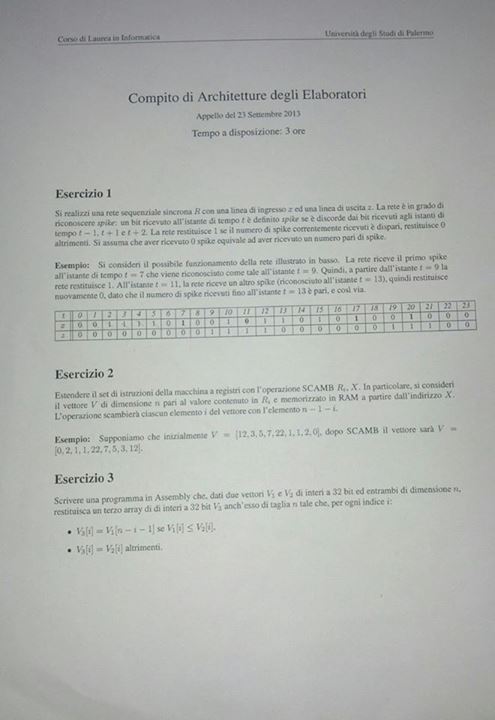 Corso di Laurea in Informatica
Università degli Studi di Palermo
Compito di Architetture degli Elaboratori
Appello del 23 Settembre 2013
Tempo a disposizione: 3 ore
Esercizio 1
Si realizzi una rete sequenziale sincrona R con una linea di ingresso x ed una linea di uscita z. La rete è in grado di
riconoscere spike: un bit ricevuto all'istante di tempo t è definito spike se è discorde dai bit ricevuti agli istanti di
tempo t − 1, t + 1 e t + 2. La rete restituisce 1 se il numero di spike correntemente ricevuti è dispari, restituisce 0
altrimenti. Si assuma che aver ricevuto 0 spike equivale ad aver ricevuto un numero pari di spike.
Esempio: Si consideri il possibile funzionamento della rete illustrato in basso. La rete riceve il primo spike
all'istante di tempo t = 7 che viene riconosciuto come tale all'istante t = 9. Quindi, a partire dall'istante t = 9 la
rete restituisce 1. All'istante t = 11, la rete riceve un altro spike (riconosciuto all'istante t = 13), quindi restituisce
nuovamente 0, dato che il numero di spike ricevuti fino all'istante t = 13 è pari, e così via.
t 0 1 2 3 4 5 6 7 8 9 10 11 12 13 14 15 16 17 18 19 20 21 22 23
x 0 0 1 1 1 1 0 1 0 0 1 0 1 1 0 1 0 1 0 0 1 0 0 0
z 0 0 0 0 0 0 0 0 0 1 1 1 1 0 0 0 0 0 0 1 1 1 0 0
Esercizio 2
Estendere il set di istruzioni della macchina a registri con l'operazione SCAMB Ri, X. In particolare, si consideri
il vettore V di dimensione n pari al valore contenuto in Ri e memorizzato in RAM a partire dall'indirizzo X.
L'operazione scambierà ciascun elemento i del vettore con l'elemento n − 1 − i.
Esempio: Supponiamo che inizialmente V = [12, 3, 5, 7, 22, 1, 1, 2, 0], dopo SCAMB il vettore sarà V =
[0, 2, 1, 1, 22, 7, 5, 3, 12].
Esercizio 3
Scrivere una programma in Assembly che, dati due vettori V1 e V2 di interi a 32 bit ed entrambi di dimensione n,
restituisca un terzo array di di interi a 32 bit V3 anch'esso di taglia n tale che, per ogni indice i:
• V3[i] = V1[n − i − 1] se V1[i] ≤ V2[i].
• V3[i] = V2[i] altrimenti.